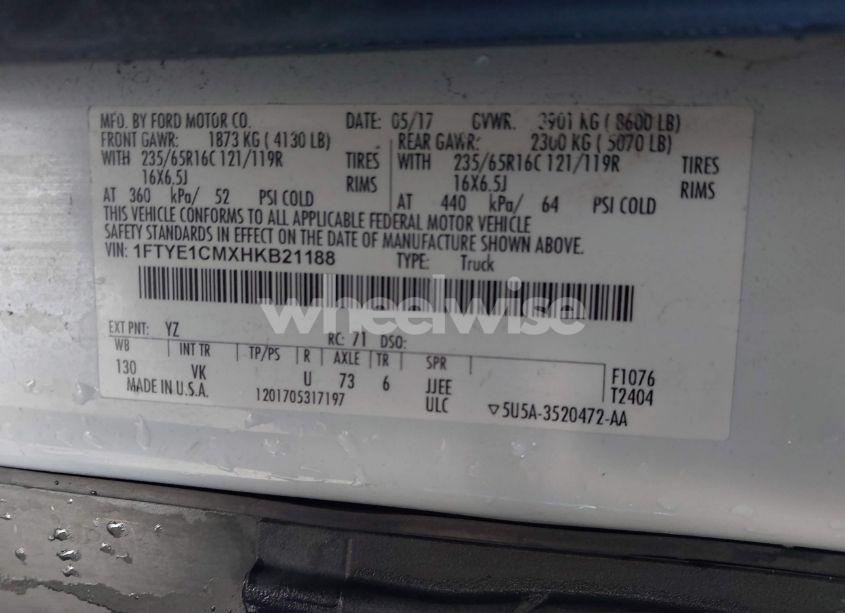 MFG. BY FORD MOTOR CO. DATE: 05/17 GVWR: 3901 KG ( 8600 LB)
FRONT GAWR: 1873 KG ( 4130 LB) REAR GAWR: 2300 KG ( 5070 LB)
WITH 235/65R16C 121/119R TIRES 235/65R16C 121/119R TIRES
16X6.5J RIMS 16X6.5J RIMS
AT 360 kPa/ 52 PSI COLD AT 440 kPa/ 64 PSI COLD
THIS VEHICLE CONFORMS TO ALL APPLICABLE FEDERAL MOTOR VEHICLE
SAFETY STANDARDS IN EFFECT ON THE DATE OF MANUFACTURE SHOWN ABOVE.
VIN: 1FTYE1CMXHKB21188 TYPE: Truck
wheelwise
EXT PNT: YZ RC: 71 DSO:
WB INT TR TP/PS R AXLE TR SPR
130 VK U 73 6 JJEE F1076
MADE IN U.S.A. 1201705317197 ULC T2404
▽5U5A-3520472-AA